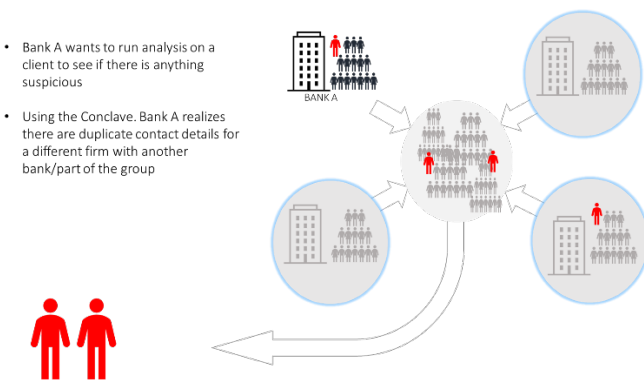 • Bank A wants to run analysis on a
client to see if there is anything
suspicious
• Using the Conclave. Bank A realizes
there are duplicate contact details for
a different firm with another
bank/part of the group
BANK A